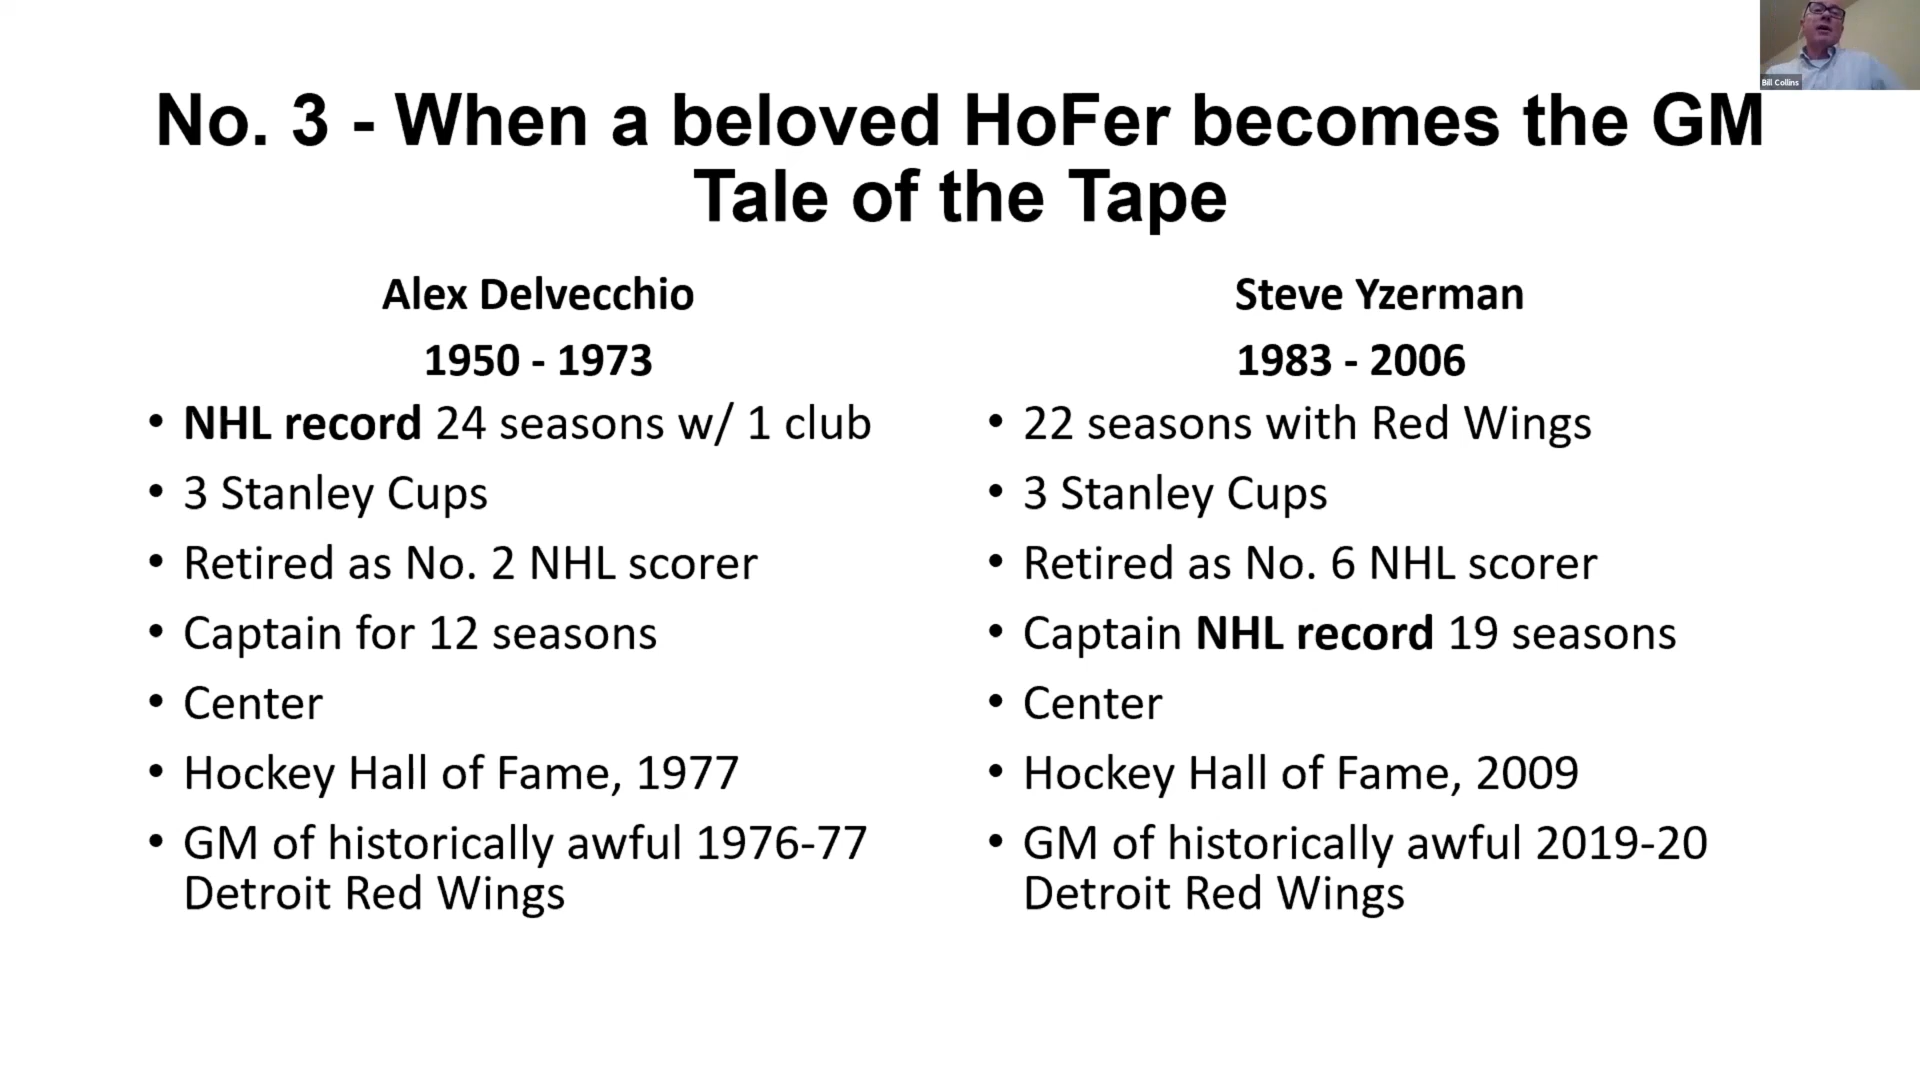 Bill Collins
No. 3 - When a beloved HoFer becomes the GM
Tale of the Tape
Alex Delvecchio
1950 - 1973
• NHL record 24 seasons w/ 1 club
• 3 Stanley Cups
• Retired as No. 2 NHL scorer
• Captain for 12 seasons
• Center
• Hockey Hall of Fame, 1977
• GM of historically awful 1976-77
Detroit Red Wings
Steve Yzerman
1983 - 2006
• 22 seasons with Red Wings
• 3 Stanley Cups
• Retired as No. 6 NHL scorer
• Captain NHL record 19 seasons
• Center
• Hockey Hall of Fame, 2009
• GM of historically awful 2019-20
Detroit Red Wings